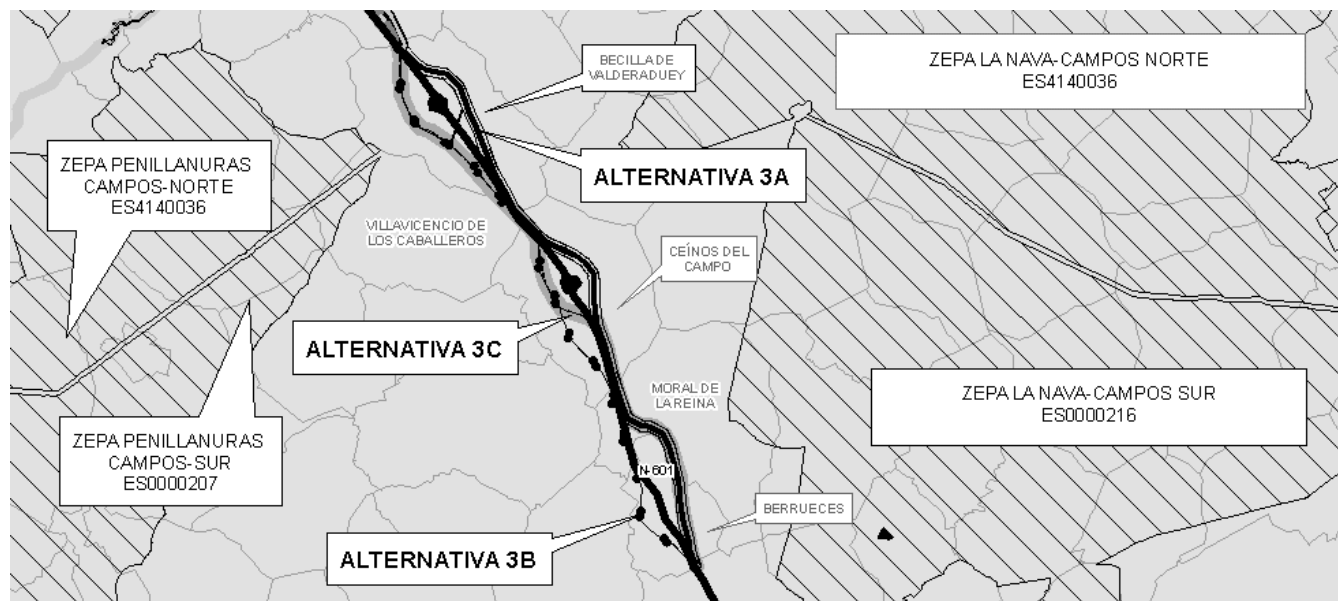 BECILLA DE
VALDERADUEY
ZEPA LA NAVA-CAMPOS NORTE
ES4140036
ZEPA PENILLANURAS
CAMPOS-NORTE
ES4140036
ALTERNATIVA 3A
VILLAVICENCIO DE
LOS CABALLEROS
CEÍNOS DEL
CAMPO
ALTERNATIVA 3C
MORAL DE
LA REINA
ZEPA LA NAVA-CAMPOS SUR
ES0000216
ZEPA PENILLANURAS
CAMPOS-SUR
ES0000207
N-601
BERRUECES
ALTERNATIVA 3B